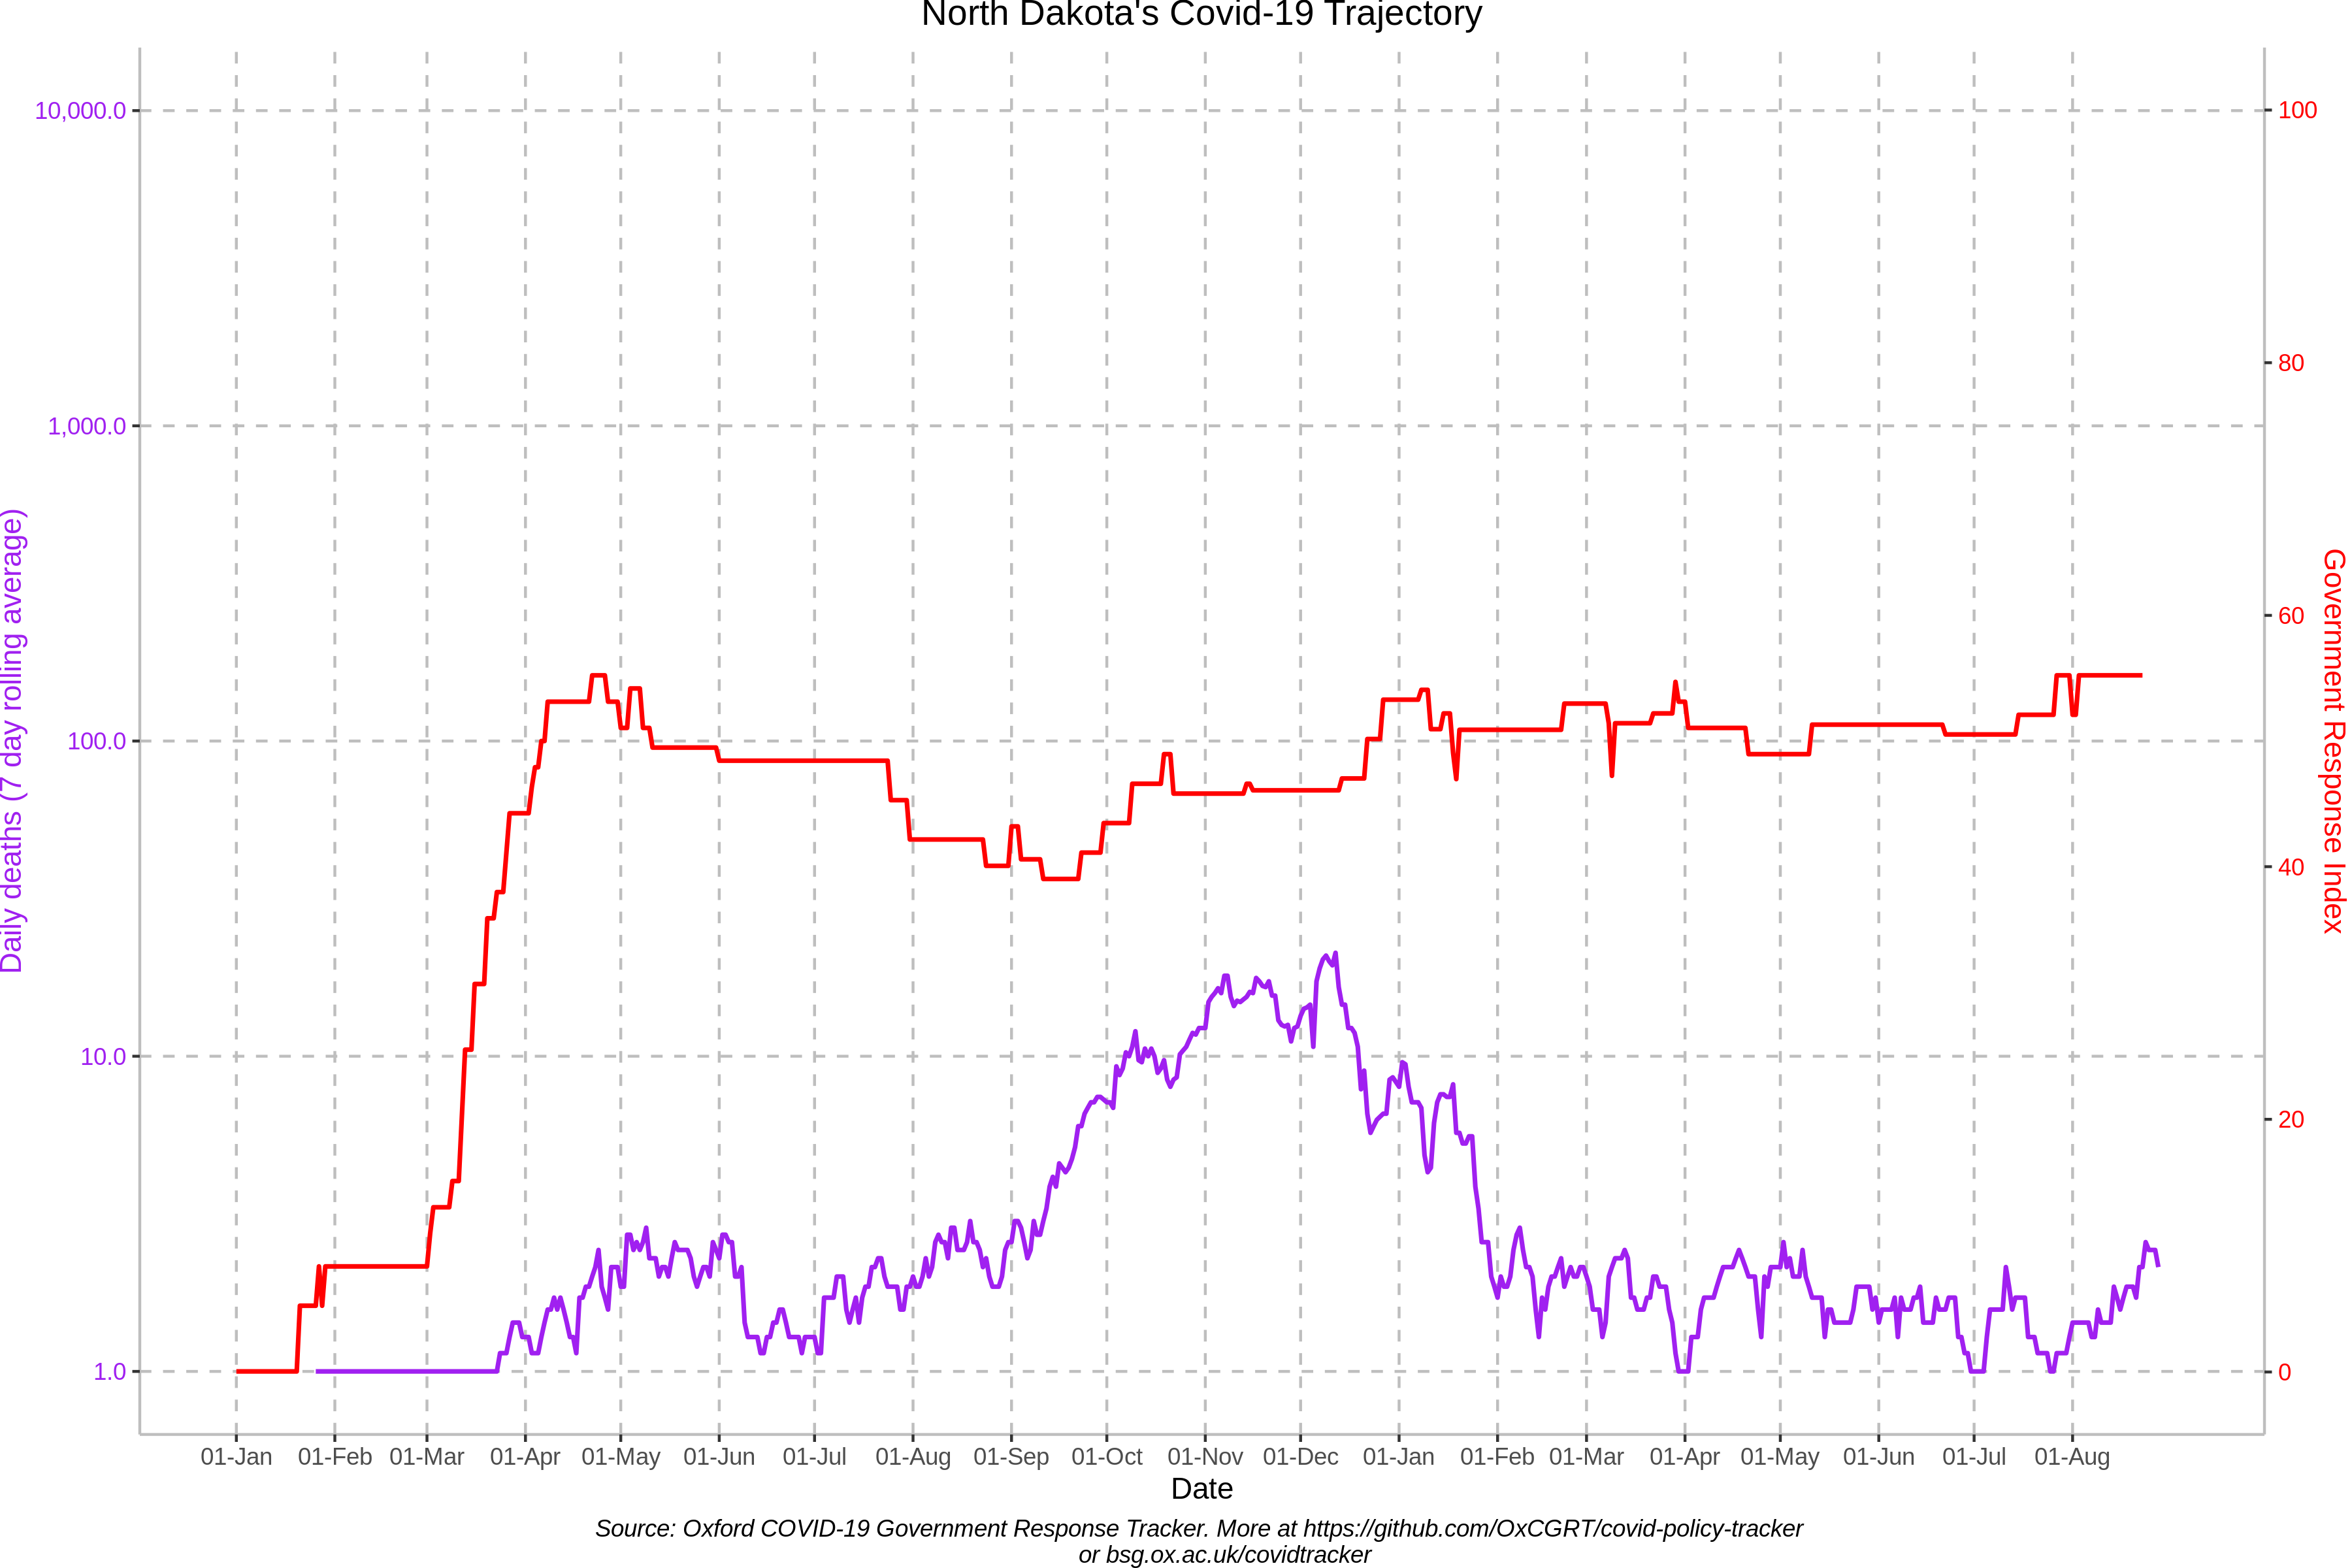 North Dakota's Covid-19 Trajectory
10,000.0
1,000.0
100.0
10.0
1.0
Daily deaths (7 day rolling average)
100
80
60
40
20
0
Government Response Index
01-Jan 01-Feb 01-Mar 01-Apr 01-May 01-Jun 01-Jul 01-Aug 01-Sep 01-Oct 01-Nov 01-Dec 01-Jan 01-Feb 01-Mar 01-Apr 01-May 01-Jun 01-Jul 01-Aug
Date
Source: Oxford COVID-19 Government Response Tracker. More at https://github.com/OxCGRT/covid-policy-tracker
or bsg.ox.ac.uk/covidtracker